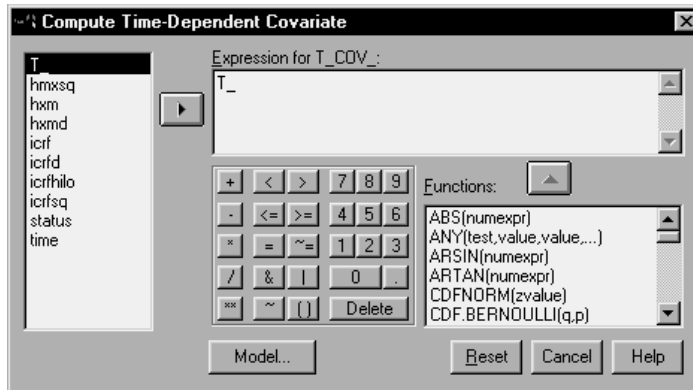 Compute Time-Dependent Covariate
T_
hmxsq
hxm
hxmd
icrf
icrfd
icrfhilo
icrfsq
status
time
Expression for T_COV_:
T_
+ < > 7 8 9
- <= >= 4 5 6
* = ~= 1 2 3
/ & | 0 .
** ~ () Delete
Functions:
ABS(numexpr)
ANY(test,value,value,...)
ARSIN(numexpr)
ARTAN(numexpr)
CDFNORM(zvalue)
CDF.BERNOULLI(q,p)
Model... Reset Cancel Help